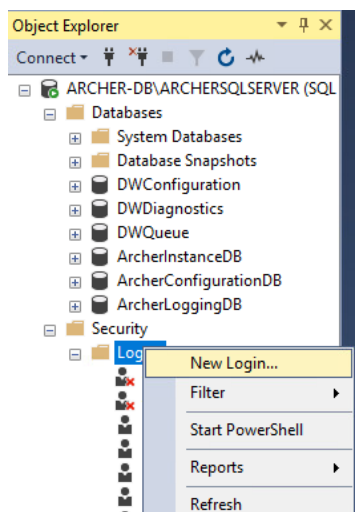 Object Explorer
Connect
ARCHER-DB\ARCHERSQLSERVER (SQL
Databases
System Databases
Database Snapshots
DWConfiguration
DWDiagnostics
DWQueue
ArcherInstanceDB
ArcherConfigurationDB
ArcherLoggingDB
Security
Log
New Login...
Filter
Start PowerShell
Reports
Refresh